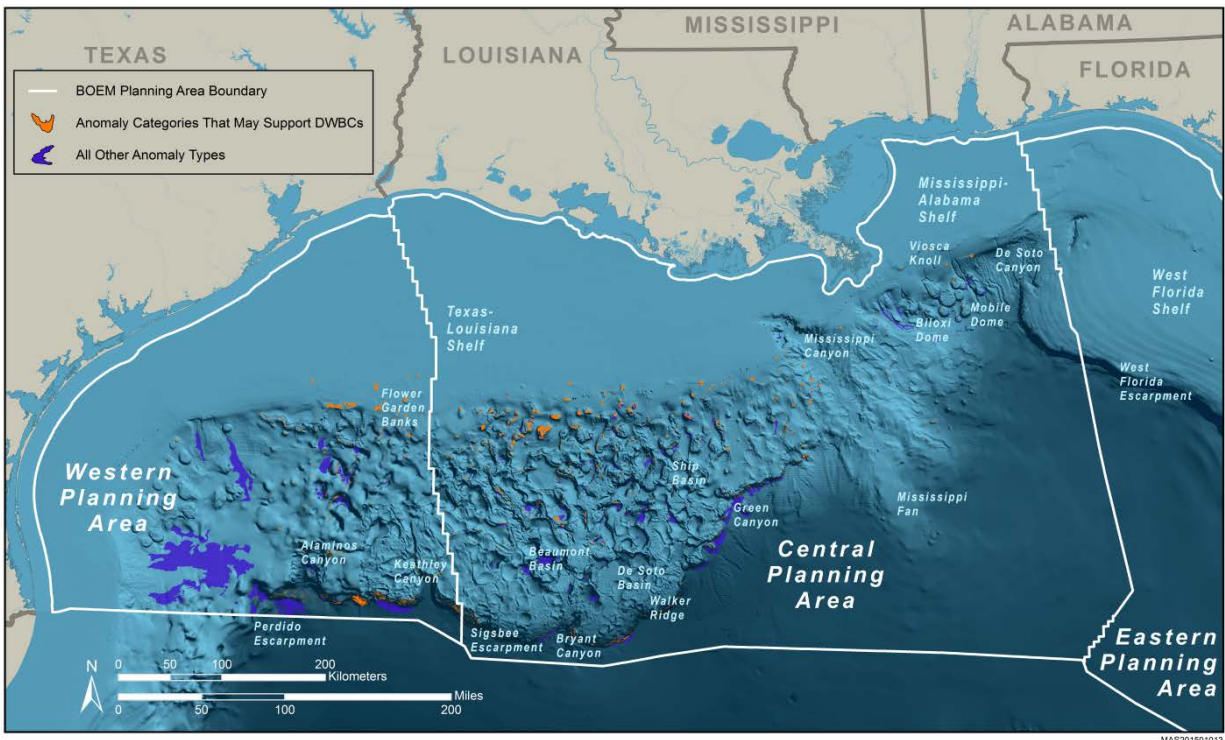 TEXAS
LOUISIANA
MISSISSIPPI
ALABAMA
FLORIDA
BOEM Planning Area Boundary
Anomaly Categories That May Support DWBCs
All Other Anomaly Types
Mississippi-
Alabama
Shelf
Viosca
Knoll
De Soto
Canyon
West
Florida
Shelf
Texas-
Louisiana
Shelf
Mobile
Dome
Biloxi
Dome
Mississippi
Canyon
West
Florida
Escarpment
Flower
Garden
Banks
Western
Planning
Area
Ship
Basin
Green
Canyon
Mississippi
Fan
Alaminos
Canyon
Kesthley
Canyon
Beaumont
Basin
De Soto
Basin
Central
Planning
Area
Walker
Ridge
Perdido
Escarpment
Sigsbee
Escarpment
Bryant
Canyon
Eastern
Planning
Area
N
0 50 100 200
Kilometers
Miles
0 50 100 200
MAS201501013